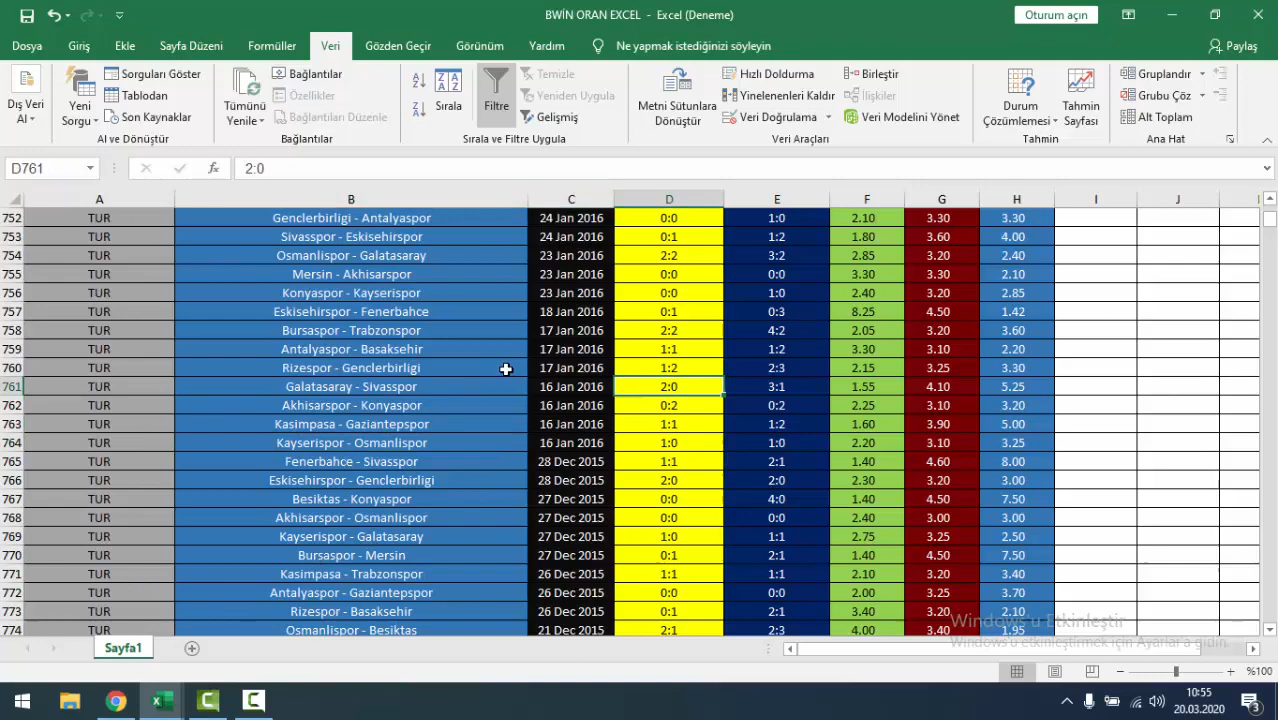 BWİN ORAN EXCEL - Excel (Deneme)
Oturum açın
Dosya Giriş Ekle Sayfa Düzeni Formüller Veri Gözden Geçir Görünüm Yardım Ne yapmak istediğinizi söyleyin Paylaş
Dış Veri Al
Yeni Sorgu
Sorguları Göster
Tablodan
Son Kaynaklar
Al ve Dönüştür
Tümünü Yenile
Bağlantılar
Özellikler
Bağlantıları Düzenle
Bağlantılar
Sırala
Filtre
Temizle
Yeniden Uygula
Gelişmiş
Sırala ve Filtre Uygula
Metni Sütunlara Dönüştür
Hızlı Doldurma
Yinelenenleri Kaldır
Veri Doğrulama
Birleştir
İlişkiler
Veri Modelini Yönet
Veri Araçları
Durum Çözümlemesi
Tahmin Sayfası
Tahmin
Gruplandır
Grubu Çöz
Alt Toplam
Ana Hat
D761 fx 2:0
A B C D E F G H I J
752 TUR Genclerbirligi - Antalyaspor 24 Jan 2016 0:0 1:0 2.10 3.30 3.30
753 TUR Sivasspor - Eskisehirspor 24 Jan 2016 0:1 1:2 1.80 3.60 4.00
754 TUR Osmanlispor - Galatasaray 23 Jan 2016 2:2 3:2 2.85 3.20 2.40
755 TUR Mersin - Akhisarspor 23 Jan 2016 0:0 0:0 3.30 3.30 2.10
756 TUR Konyaspor - Kayserispor 23 Jan 2016 0:0 1:0 2.40 3.20 2.85
757 TUR Eskisehirspor - Fenerbahce 18 Jan 2016 0:1 0:3 8.25 4.50 1.42
758 TUR Bursaspor - Trabzonspor 17 Jan 2016 2:2 4:2 2.05 3.20 3.60
759 TUR Antalyaspor - Basaksehir 17 Jan 2016 1:1 1:2 3.30 3.10 2.20
760 TUR Rizespor - Genclerbirligi 17 Jan 2016 1:2 2:3 2.15 3.25 3.30
761 TUR Galatasaray - Sivasspor 16 Jan 2016 2:0 3:1 1.55 4.10 5.25
762 TUR Akhisarspor - Konyaspor 16 Jan 2016 0:2 0:2 2.25 3.10 3.20
763 TUR Kasimpasa - Gaziantepspor 16 Jan 2016 1:1 1:2 1.60 3.90 5.00
764 TUR Kayserispor - Osmanlispor 16 Jan 2016 1:0 1:0 2.20 3.10 3.25
765 TUR Fenerbahce - Sivasspor 28 Dec 2015 1:1 2:1 1.40 4.60 8.00
766 TUR Eskisehirspor - Genclerbirligi 28 Dec 2015 2:0 2:0 2.30 3.20 3.00
767 TUR Besiktas - Konyaspor 27 Dec 2015 0:0 4:0 1.40 4.50 7.50
768 TUR Akhisarspor - Osmanlispor 27 Dec 2015 0:0 0:0 2.40 3.00 3.00
769 TUR Kayserispor - Galatasaray 27 Dec 2015 1:0 1:1 2.75 3.25 2.50
770 TUR Bursaspor - Mersin 27 Dec 2015 0:1 2:1 1.40 4.50 7.50
771 TUR Kasimpasa - Trabzonspor 26 Dec 2015 1:1 1:1 2.10 3.20 3.40
772 TUR Antalyaspor - Gaziantepspor 26 Dec 2015 0:0 0:0 2.00 3.25 3.70
773 TUR Rizespor - Basaksehir 26 Dec 2015 0:1 2:1 3.40 3.20 2.10
774 TUR Osmanlispor - Besiktas 21 Dec 2015 2:1 2:3 4.00 3.40 1.95
Windows'u Etkinleştir
Windows'u etkinleştirmek için Ayarlar'a gidin.
Sayfa1
%100
10:55
20.03.2020
3